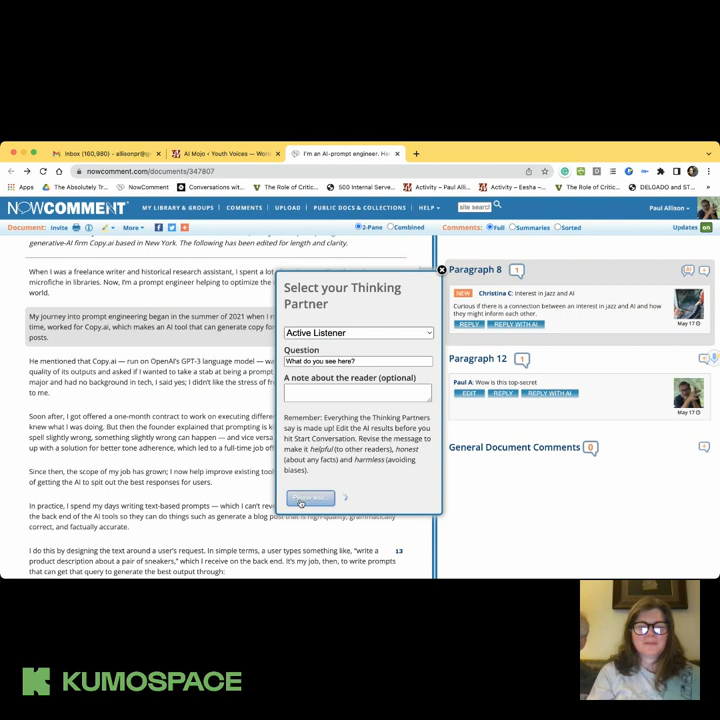 Inbox (160,980) - allisonpr@g
AI Mojo < Youth Voices — Wor
I'm an AI-prompt engineer. He
nowcomment.com/documents/347807
Apps
The Absolutely Tr...
NowComment
Conversations wit...
The Role of Critic...
500 Internal Serve...
Activity – Paul Alli...
Activity – Eesha –...
The Role of Critic...
DELGADO and ST...
NOWCOMMENT
MY LIBRARY & GROUPS
COMMENTS
UPLOAD
PUBLIC DOCS & COLLECTIONS
HELP
site search
Paul Allison
Document:
Invite
More
2-Pane
Combined
Comments:
Full
Summaries
Sorted
Updates
on
generative-AI firm Copy.ai based in New York. The following has been edited for length and clarity.
When I was a freelance writer and historical research assistant, I spent a lot
microfiche in libraries. Now, I'm a prompt engineer helping to optimize the
world.
My journey into prompt engineering began in the summer of 2021 when I
time, worked for Copy.ai, which makes an AI tool that can generate copy for
posts.
He mentioned that Copy.ai — run on OpenAI's GPT-3 language model — wa
quality of its outputs and asked if I wanted to take a stab at being a prompt
major and had no background in tech, I said yes; I didn't like the stress of fr
to me.
Soon after, I got offered a one-month contract to work on executing differe
knew what I was doing. But then the founder explained that prompting is k
spell slightly wrong, something slightly wrong can happen — and vice versa
up with a solution for better tone adherence, which led to a full-time job off
Since then, the scope of my job has grown; I now help improve existing tool
of getting the AI to spit out the best responses for users.
In practice, I spend my days writing text-based prompts — which I can't rev
the back end of the AI tools so they can do things such as generate a blog post that is high-quality, grammatically
correct, and factually accurate.
I do this by designing the text around a user's request. In simple terms, a user types something like, "write a
product description about a pair of sneakers," which I receive on the back end. It's my job, then, to write prompts
that can get that query to generate the best output through:
13
Select your Thinking
Partner
Active Listener
Question
What do you see here?
A note about the reader (optional)
Remember: Everything the Thinking Partners
say is made up! Edit the AI results before you
hit Start Conversation. Revise the message to
make it helpful (to other readers), honest
(about any facts) and harmless (avoiding
biases).
Please wait...
Paragraph 8
1
AI
NEW
Christina C: Interest in Jazz and AI
Curious if there is a connection between an interest in jazz and AI and how
they might inform each other.
REPLY
REPLY WITH AI
May 17
Paragraph 12
1
Paul A: Wow is this top-secret
EDIT
REPLY
REPLY WITH AI
May 17
General Document Comments
0
KUMOSPACE